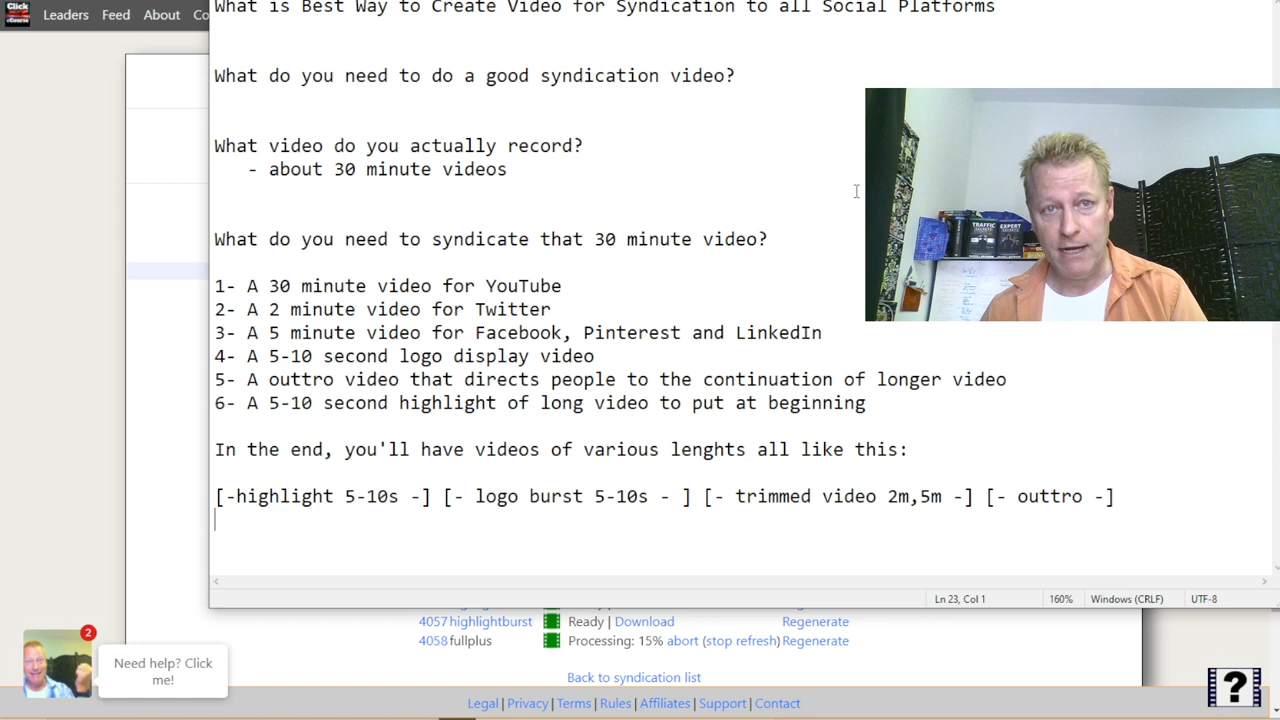 Click
eCourse
Leaders
Feed
About
Co
What is Best Way to Create Video for Syndication to all Social Platforms
What do you need to do a good syndication video?
What video do you actually record?
- about 30 minute videos
What do you need to syndicate that 30 minute video?
1- A 30 minute video for YouTube
2- A 2 minute video for Twitter
3- A 5 minute video for Facebook, Pinterest and LinkedIn
4- A 5-10 second logo display video
5- A outtro video that directs people to the continuation of longer video
6- A 5-10 second highlight of long video to put at beginning
In the end, you'll have videos of various lenghts all like this:
[-highlight 5-10s -] [- logo burst 5-10s - ] [- trimmed video 2m,5m -] [- outtro -]
TRAFFIC
SECRETS
EXPERT
SECRETS
Ln 23, Col 1
160%
Windows (CRLF)
UTF-8
4057 highlightburst Ready | Download Regenerate
4058 fullplus Processing: 15% abort (stop refresh) Regenerate
Back to syndication list
2
Need help? Click
me!
?
Legal | Privacy | Terms | Rules | Affiliates | Support | Contact